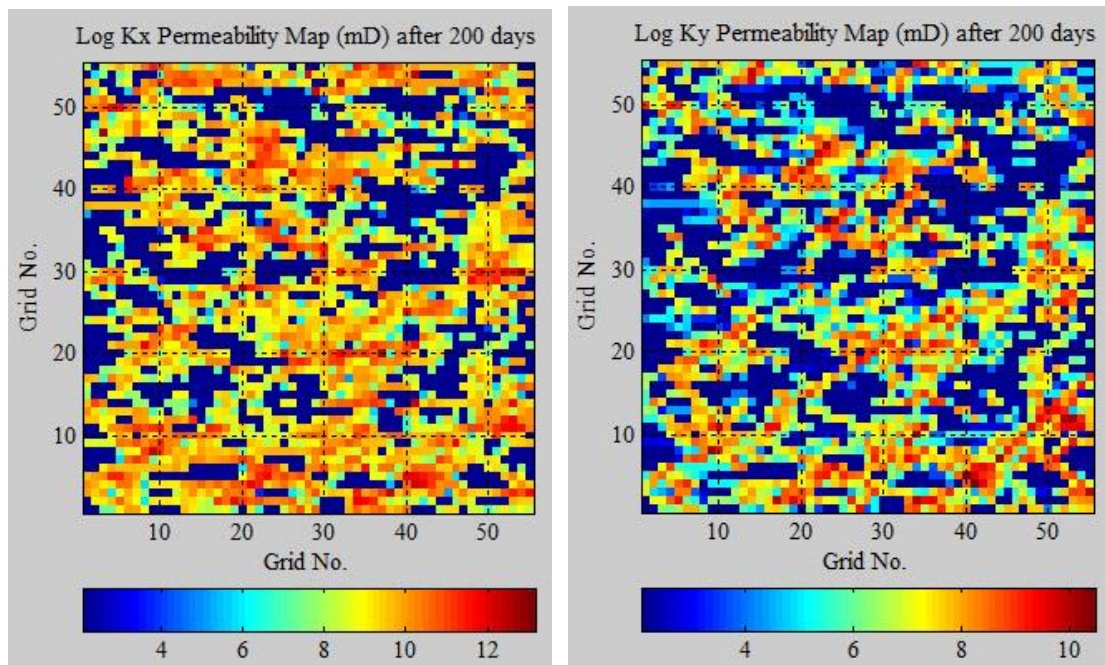 Log Kx Permeability Map (mD) after 200 days
50
40
30
20
10
Grid No.
10 20 30 40 50
Grid No.
4 6 8 10 12
Log Ky Permeability Map (mD) after 200 days
50
40
30
20
10
Grid No.
10 20 30 40 50
Grid No.
4 6 8 10